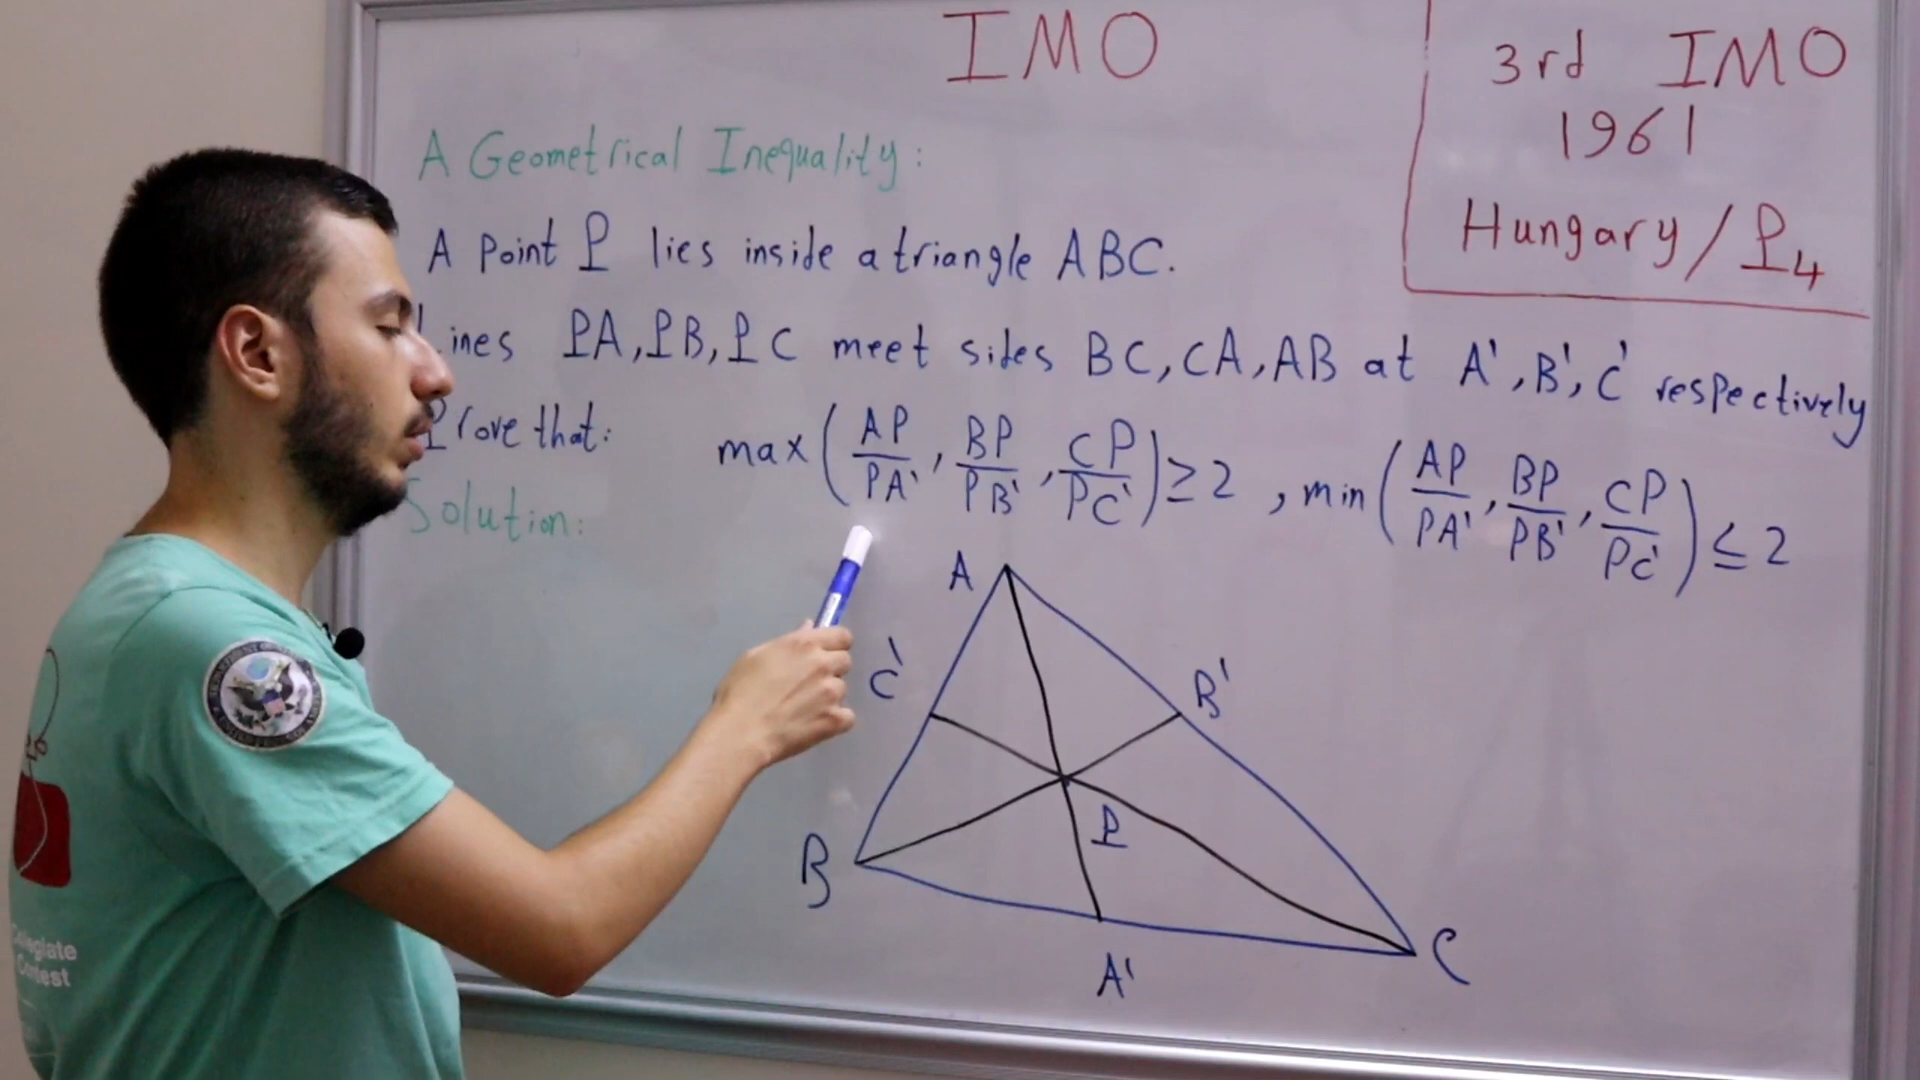 IMO
3rd IMO
1961
Hungary / P4
A Geometrical Inequality:
A point P lies inside a triangle ABC.
Lines PA, PB, PC meet sides BC, CA, AB at A', B', C' respectively
Prove that: max(AP/PA', BP/PB', CP/PC') ≥ 2 , min(AP/PA', BP/PB', CP/PC') ≤ 2
Solution:
A
C'
B'
P
B
A'
C